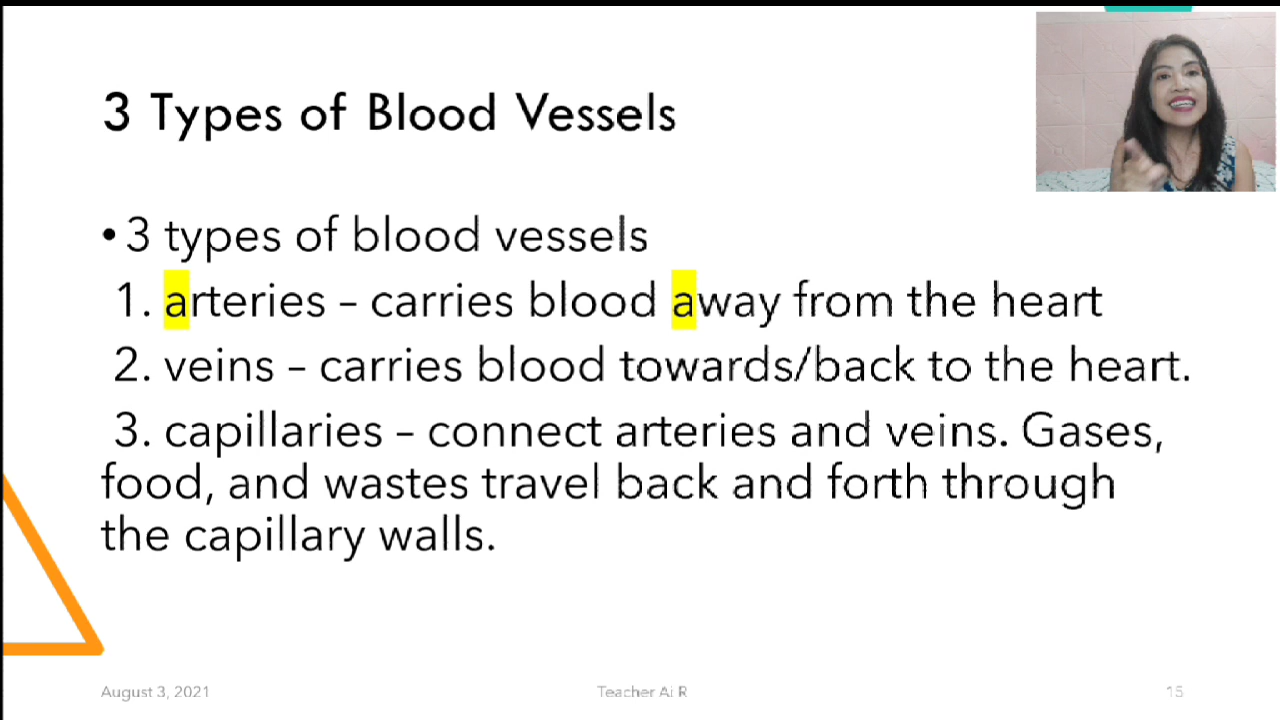 3 Types of Blood Vessels
•3 types of blood vessels
1. arteries – carries blood away from the heart
2. veins – carries blood towards/back to the heart.
3. capillaries – connect arteries and veins. Gases,
food, and wastes travel back and forth through
the capillary walls.
August 3, 2021
Teacher Ai R
15